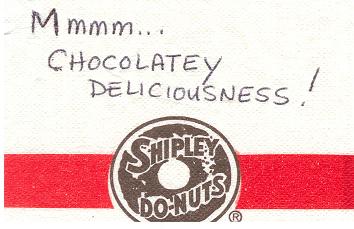 Mmmm...
CHOCOLATEY
DELICIOUSNESS!
SHIPLEY
DO-NUTS
®